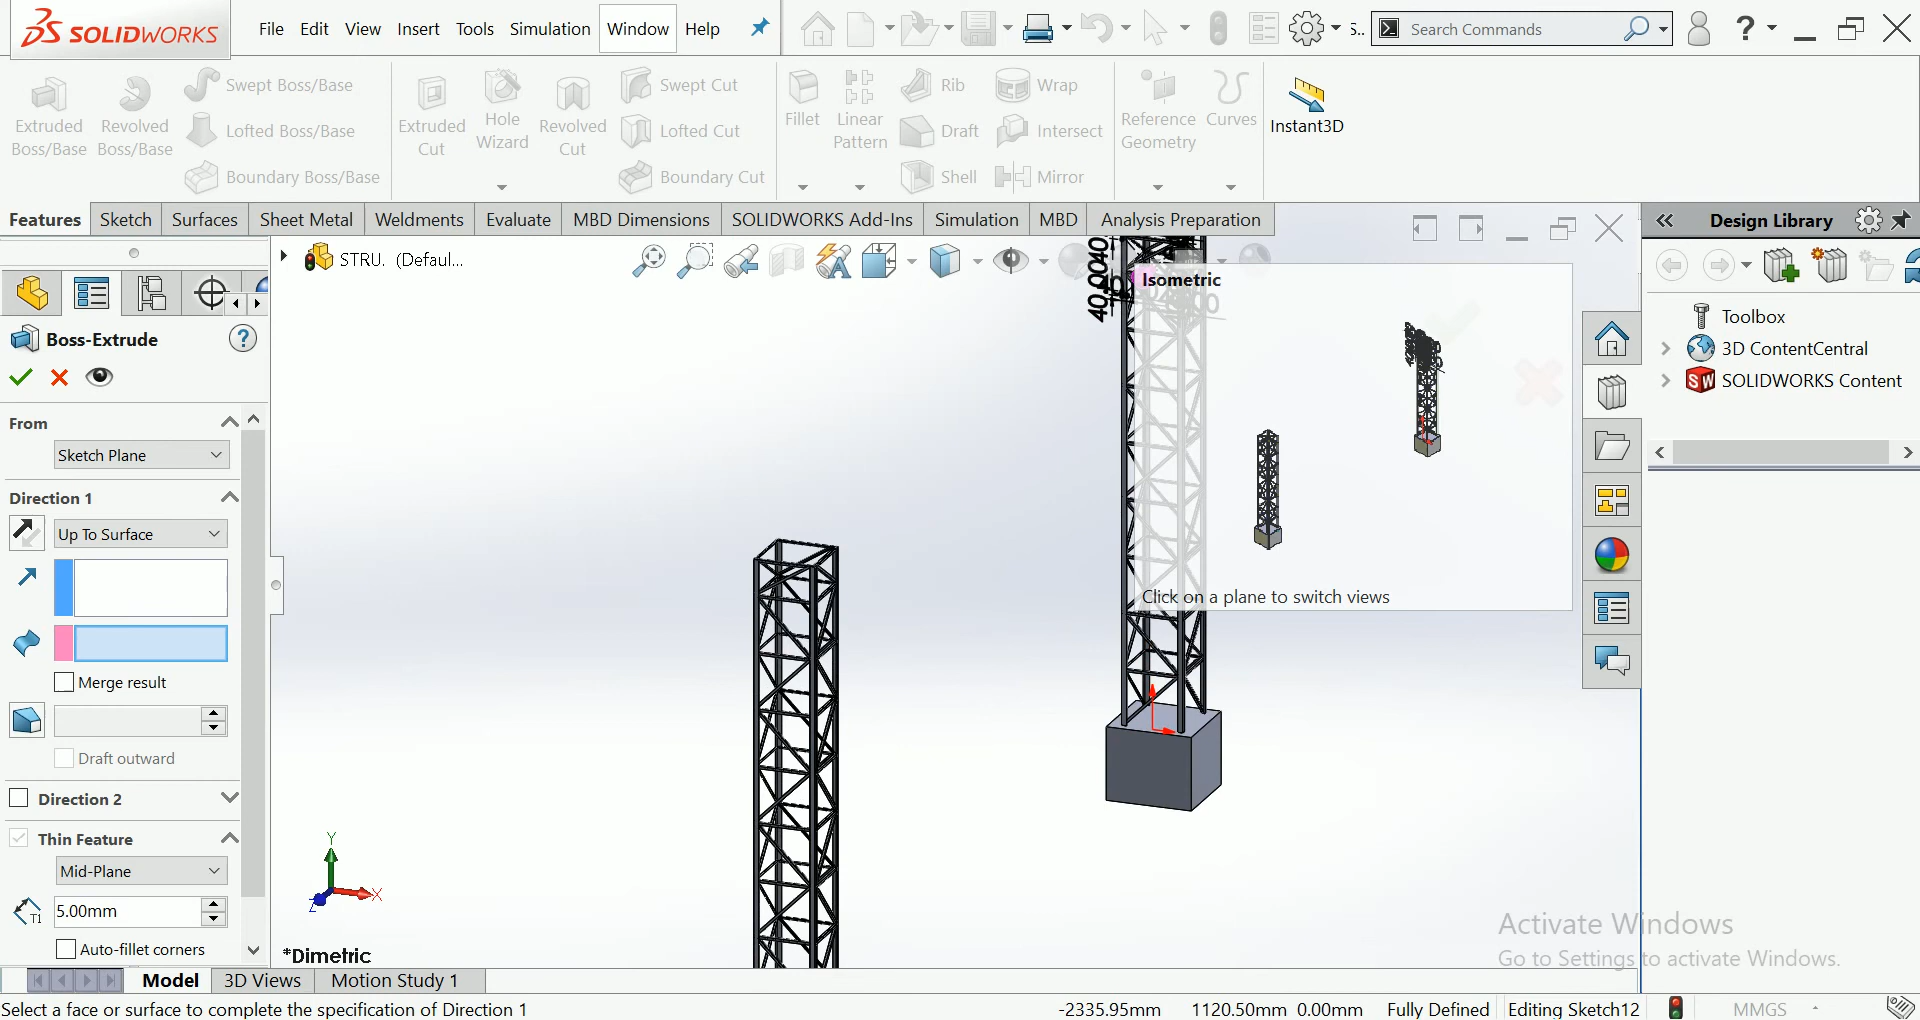 SOLIDWORKS File Edit View Insert Tools Simulation Window Help S.. Search Commands ?
Extruded Boss/Base
Revolved Boss/Base
Swept Boss/Base
Lofted Boss/Base
Boundary Boss/Base
Extruded Cut
Hole Wizard
Revolved Cut
Swept Cut
Lofted Cut
Boundary Cut
Fillet
Linear Pattern
Rib
Draft
Shell
Wrap
Intersect
Mirror
Reference Geometry
Curves
Instant3D
Features Sketch Surfaces Sheet Metal Weldments Evaluate MBD Dimensions SOLIDWORKS Add-Ins Simulation MBD Analysis Preparation
STRU. (Defaul...
Boss-Extrude ?
From
Sketch Plane
Direction 1
Up To Surface
Merge result
Draft outward
Direction 2
Thin Feature
Mid-Plane
T1 5.00mm
Auto-fillet corners
Isometric
Click on a plane to switch views
Y
X
Z
*Dimetric
Design Library
Toolbox
3D ContentCentral
SW SOLIDWORKS Content
Activate Windows
Go to Settings to activate Windows.
Model 3D Views Motion Study 1
Select a face or surface to complete the specification of Direction 1
-2335.95mm 1120.50mm 0.00mm Fully Defined Editing Sketch12 MMGS